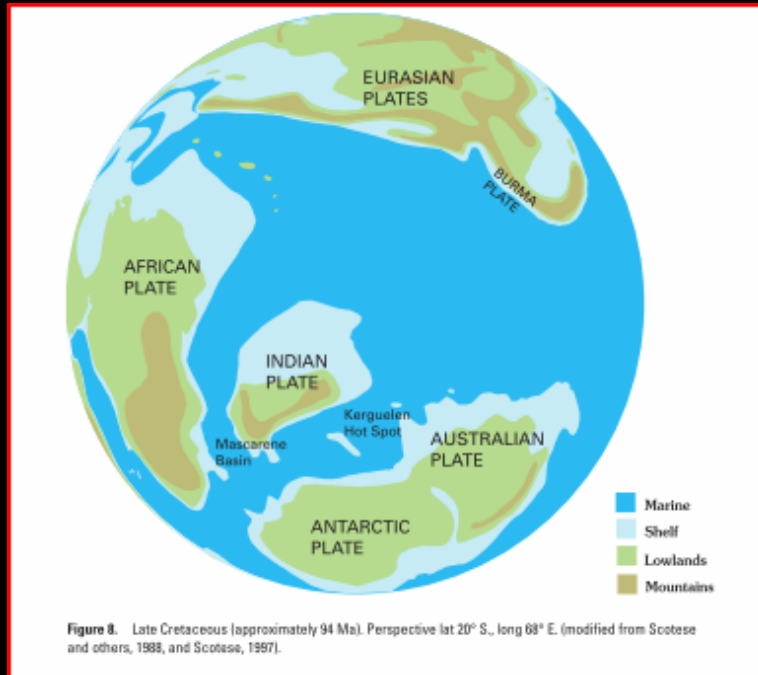 EURASIAN
PLATES
BURMA
PLATE
AFRICAN
PLATE
INDIAN
PLATE
Kerguelen
Hot Spot
Mascarene
Basin
AUSTRALIAN
PLATE
ANTARCTIC
PLATE
Marine
Shelf
Lowlands
Mountains
Figure 8. Late Cretaceous (approximately 94 Ma). Perspective lat 20° S., long 68° E. (modified from Scotese
and others, 1988, and Scotese, 1997).